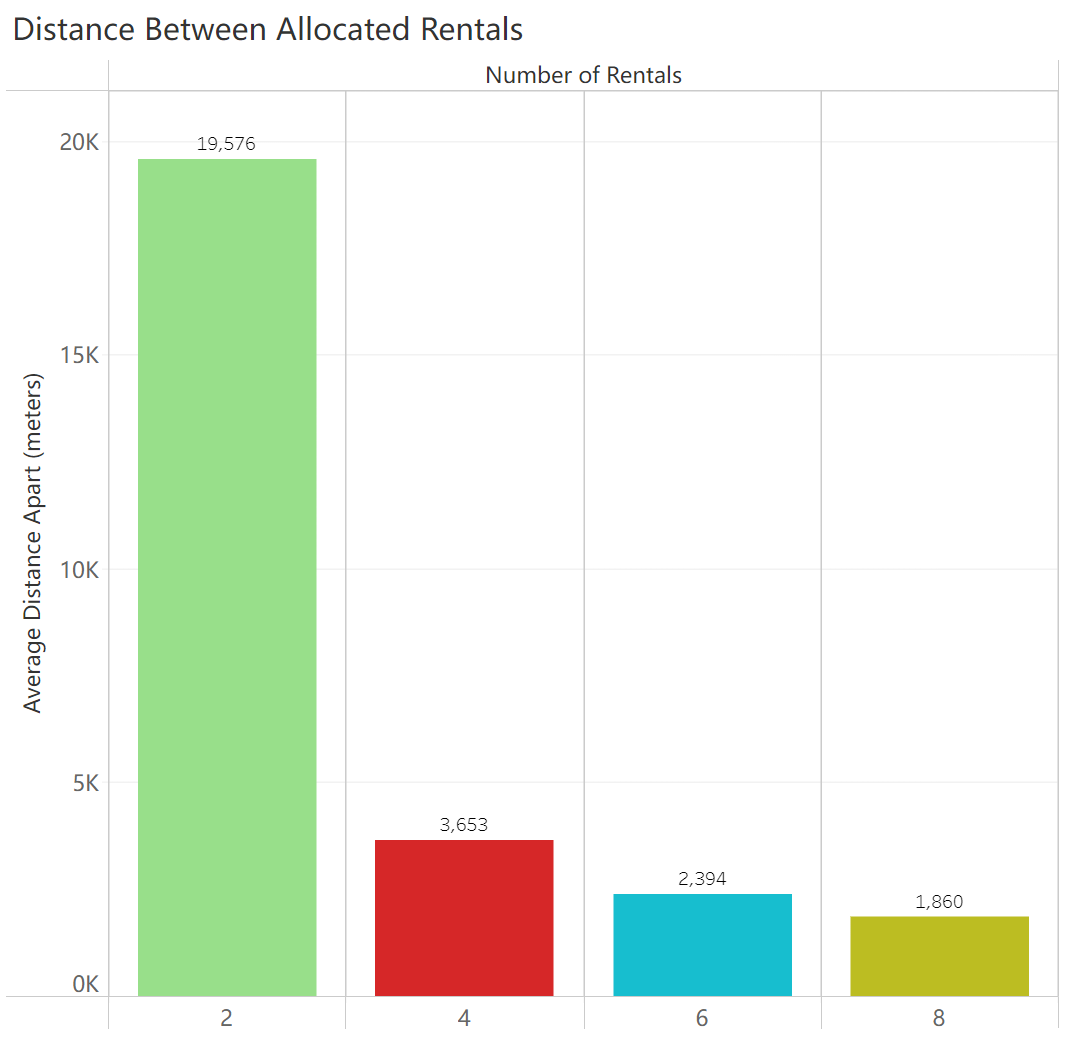 Distance Between Allocated Rentals
Number of Rentals
Average Distance Apart (meters)
20K
15K
10K
5K
0K
19,576
3,653
2,394
1,860
2 4 6 8